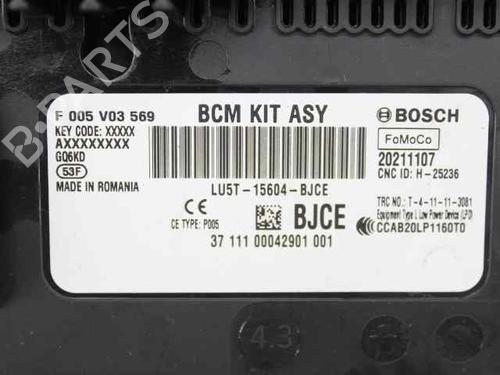 F 005 V03 569
BCM KIT ASY
BOSCH
KEY CODE: XXXXX
AXXXXXXXX
GQ6KD
53F
MADE IN ROMANIA
FoMoCo
20211107
CNC ID: H-25236
LU5T-15604-BJCE
CE
CE TYPE: P005
BJCE
TRC NO.: T-4-11-11-3081
Equipment Type L Low Power Device (LPD)
CCAB20LP1160T0
37 111 00042901 001
4.3
B-PARTS